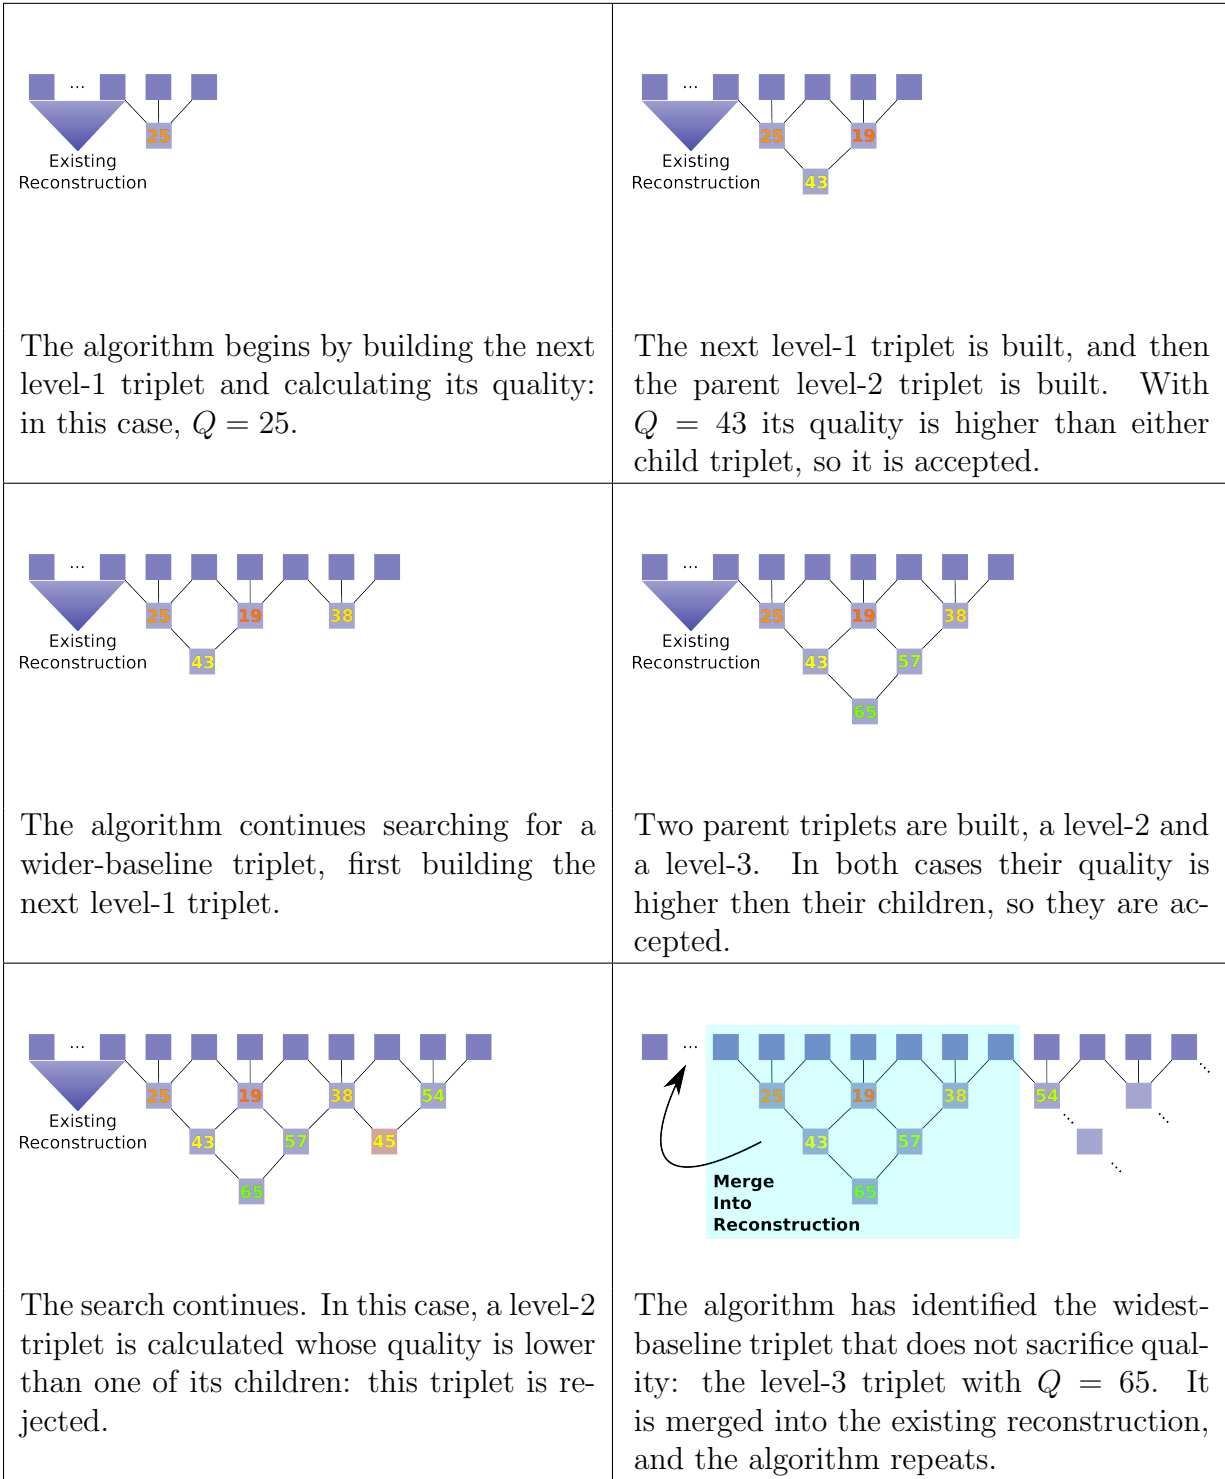 ...
25
Existing
Reconstruction
The algorithm begins by building the next
level-1 triplet and calculating its quality:
in this case, Q = 25.
...
25 19
Existing
Reconstruction
43
The next level-1 triplet is built, and then
the parent level-2 triplet is built. With
Q = 43 its quality is higher than either
child triplet, so it is accepted.
...
25 19 38
Existing
Reconstruction
43
The algorithm continues searching for a
wider-baseline triplet, first building the
next level-1 triplet.
...
25 19 38
Existing
Reconstruction
43 57
65
Two parent triplets are built, a level-2 and
a level-3. In both cases their quality is
higher then their children, so they are ac-
cepted.
...
25 19 38 54
Existing
Reconstruction
43 57 45
65
The search continues. In this case, a level-2
triplet is calculated whose quality is lower
than one of its children: this triplet is re-
jected.
...
...
25 19 38 54
...
...
43 57
...
65
Merge
Into
Reconstruction
The algorithm has identified the widest-
baseline triplet that does not sacrifice qual-
ity: the level-3 triplet with Q = 65. It
is merged into the existing reconstruction,
and the algorithm repeats.